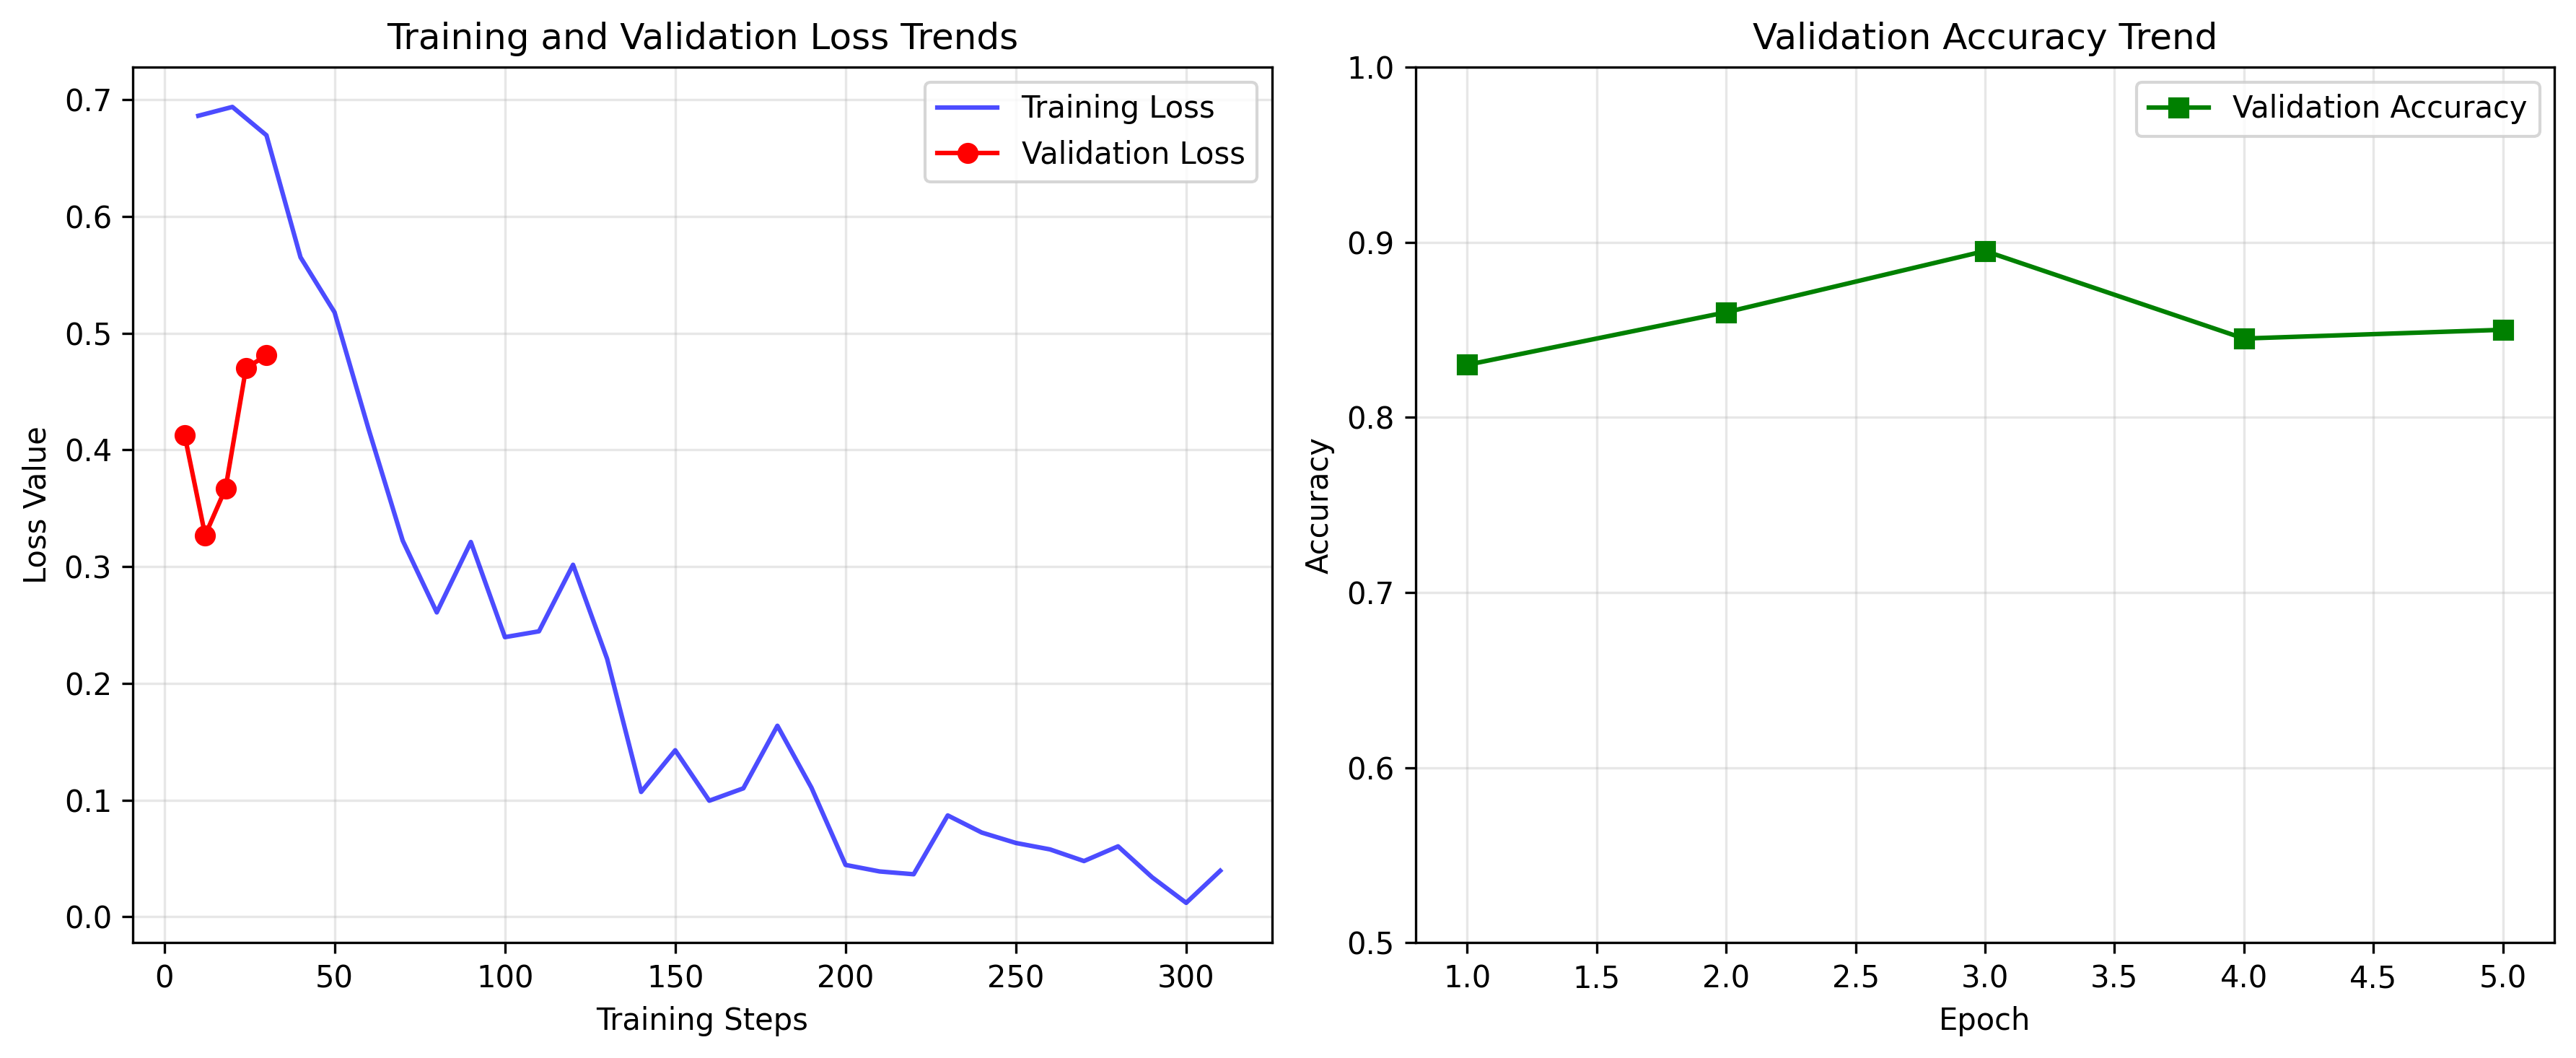 Training and Validation Loss Trends
Training Loss
Validation Loss
Loss Value
0.7
0.6
0.5
0.4
0.3
0.2
0.1
0.0
0 50 100 150 200 250 300
Training Steps
Validation Accuracy Trend
Validation Accuracy
Accuracy
1.0
0.9
0.8
0.7
0.6
0.5
1.0 1.5 2.0 2.5 3.0 3.5 4.0 4.5 5.0
Epoch